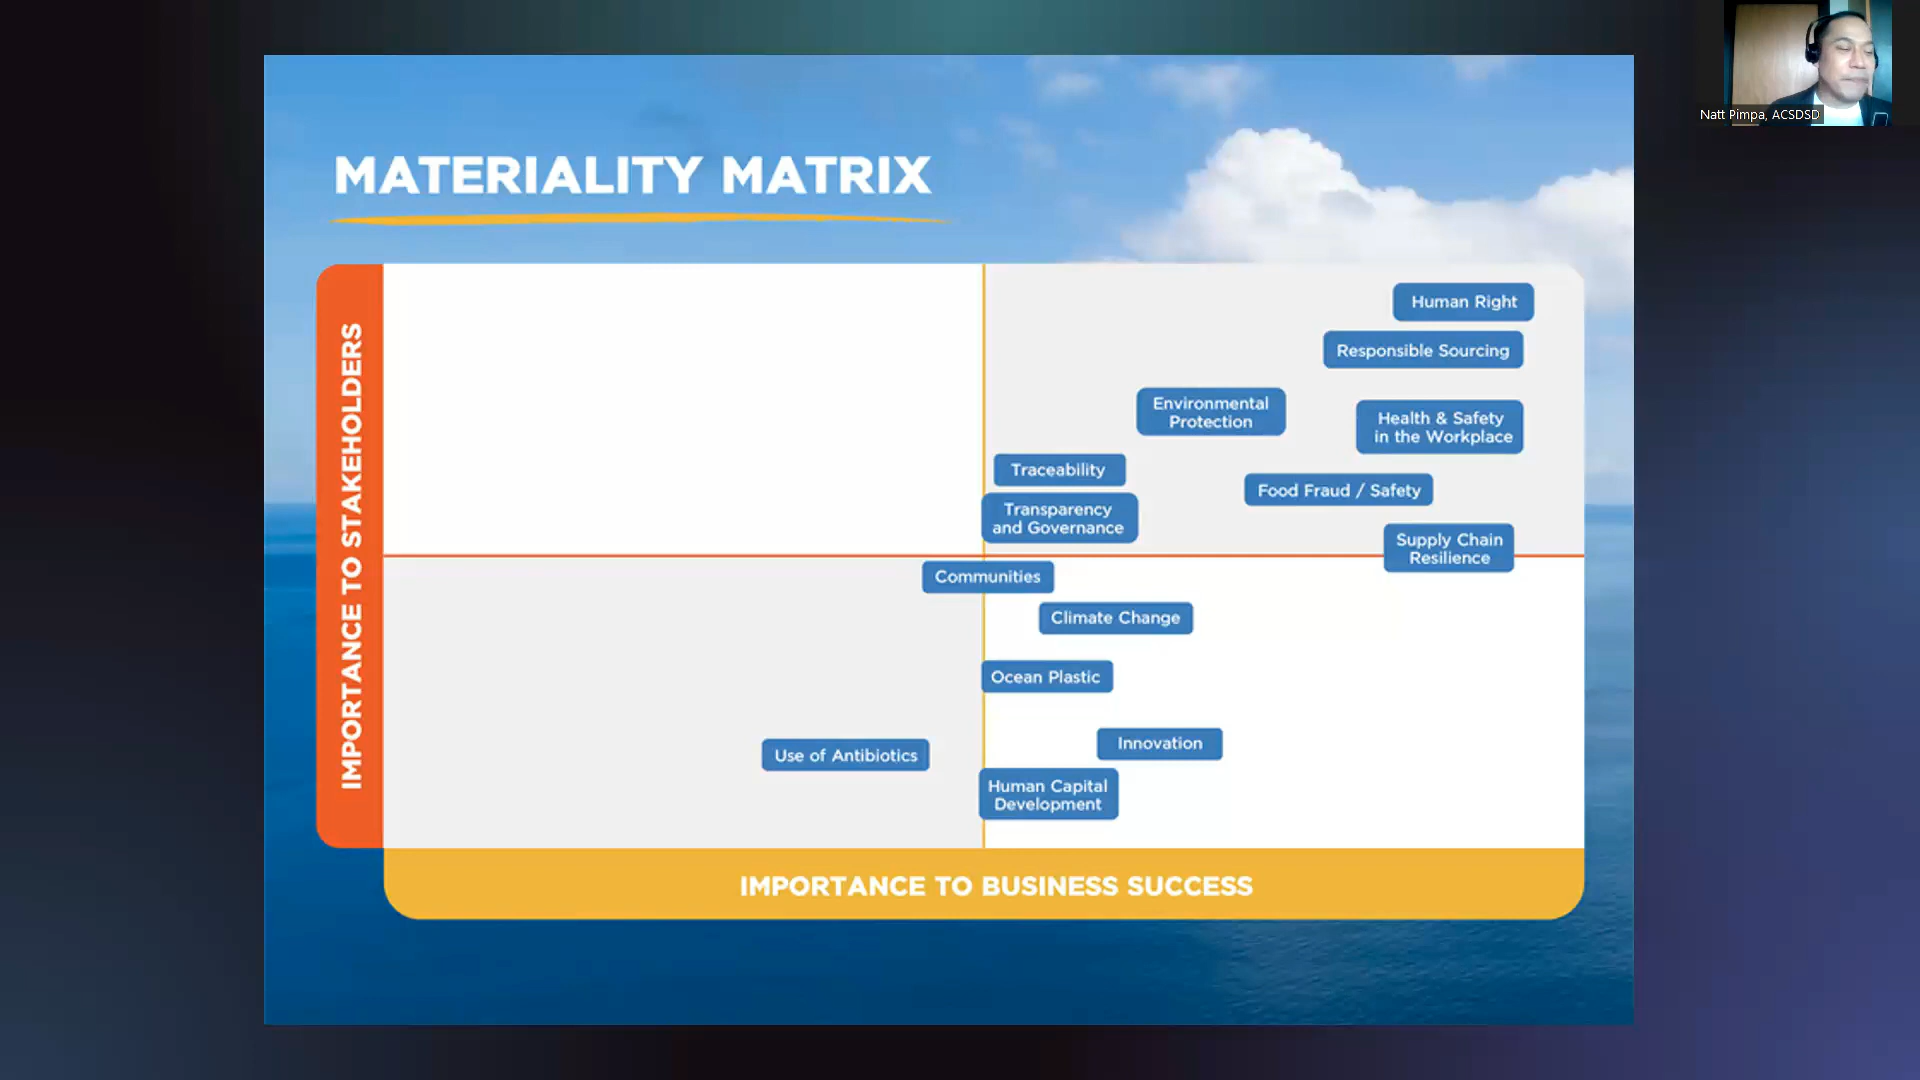 Natt Pimpa, ACSDSD
MATERIALITY MATRIX
IMPORTANCE TO STAKEHOLDERS
Human Right
Responsible Sourcing
Environmental
Protection
Health & Safety
in the Workplace
Traceability
Food Fraud / Safety
Transparency
and Governance
Supply Chain
Resilience
Communities
Climate Change
Ocean Plastic
Innovation
Use of Antibiotics
Human Capital
Development
IMPORTANCE TO BUSINESS SUCCESS